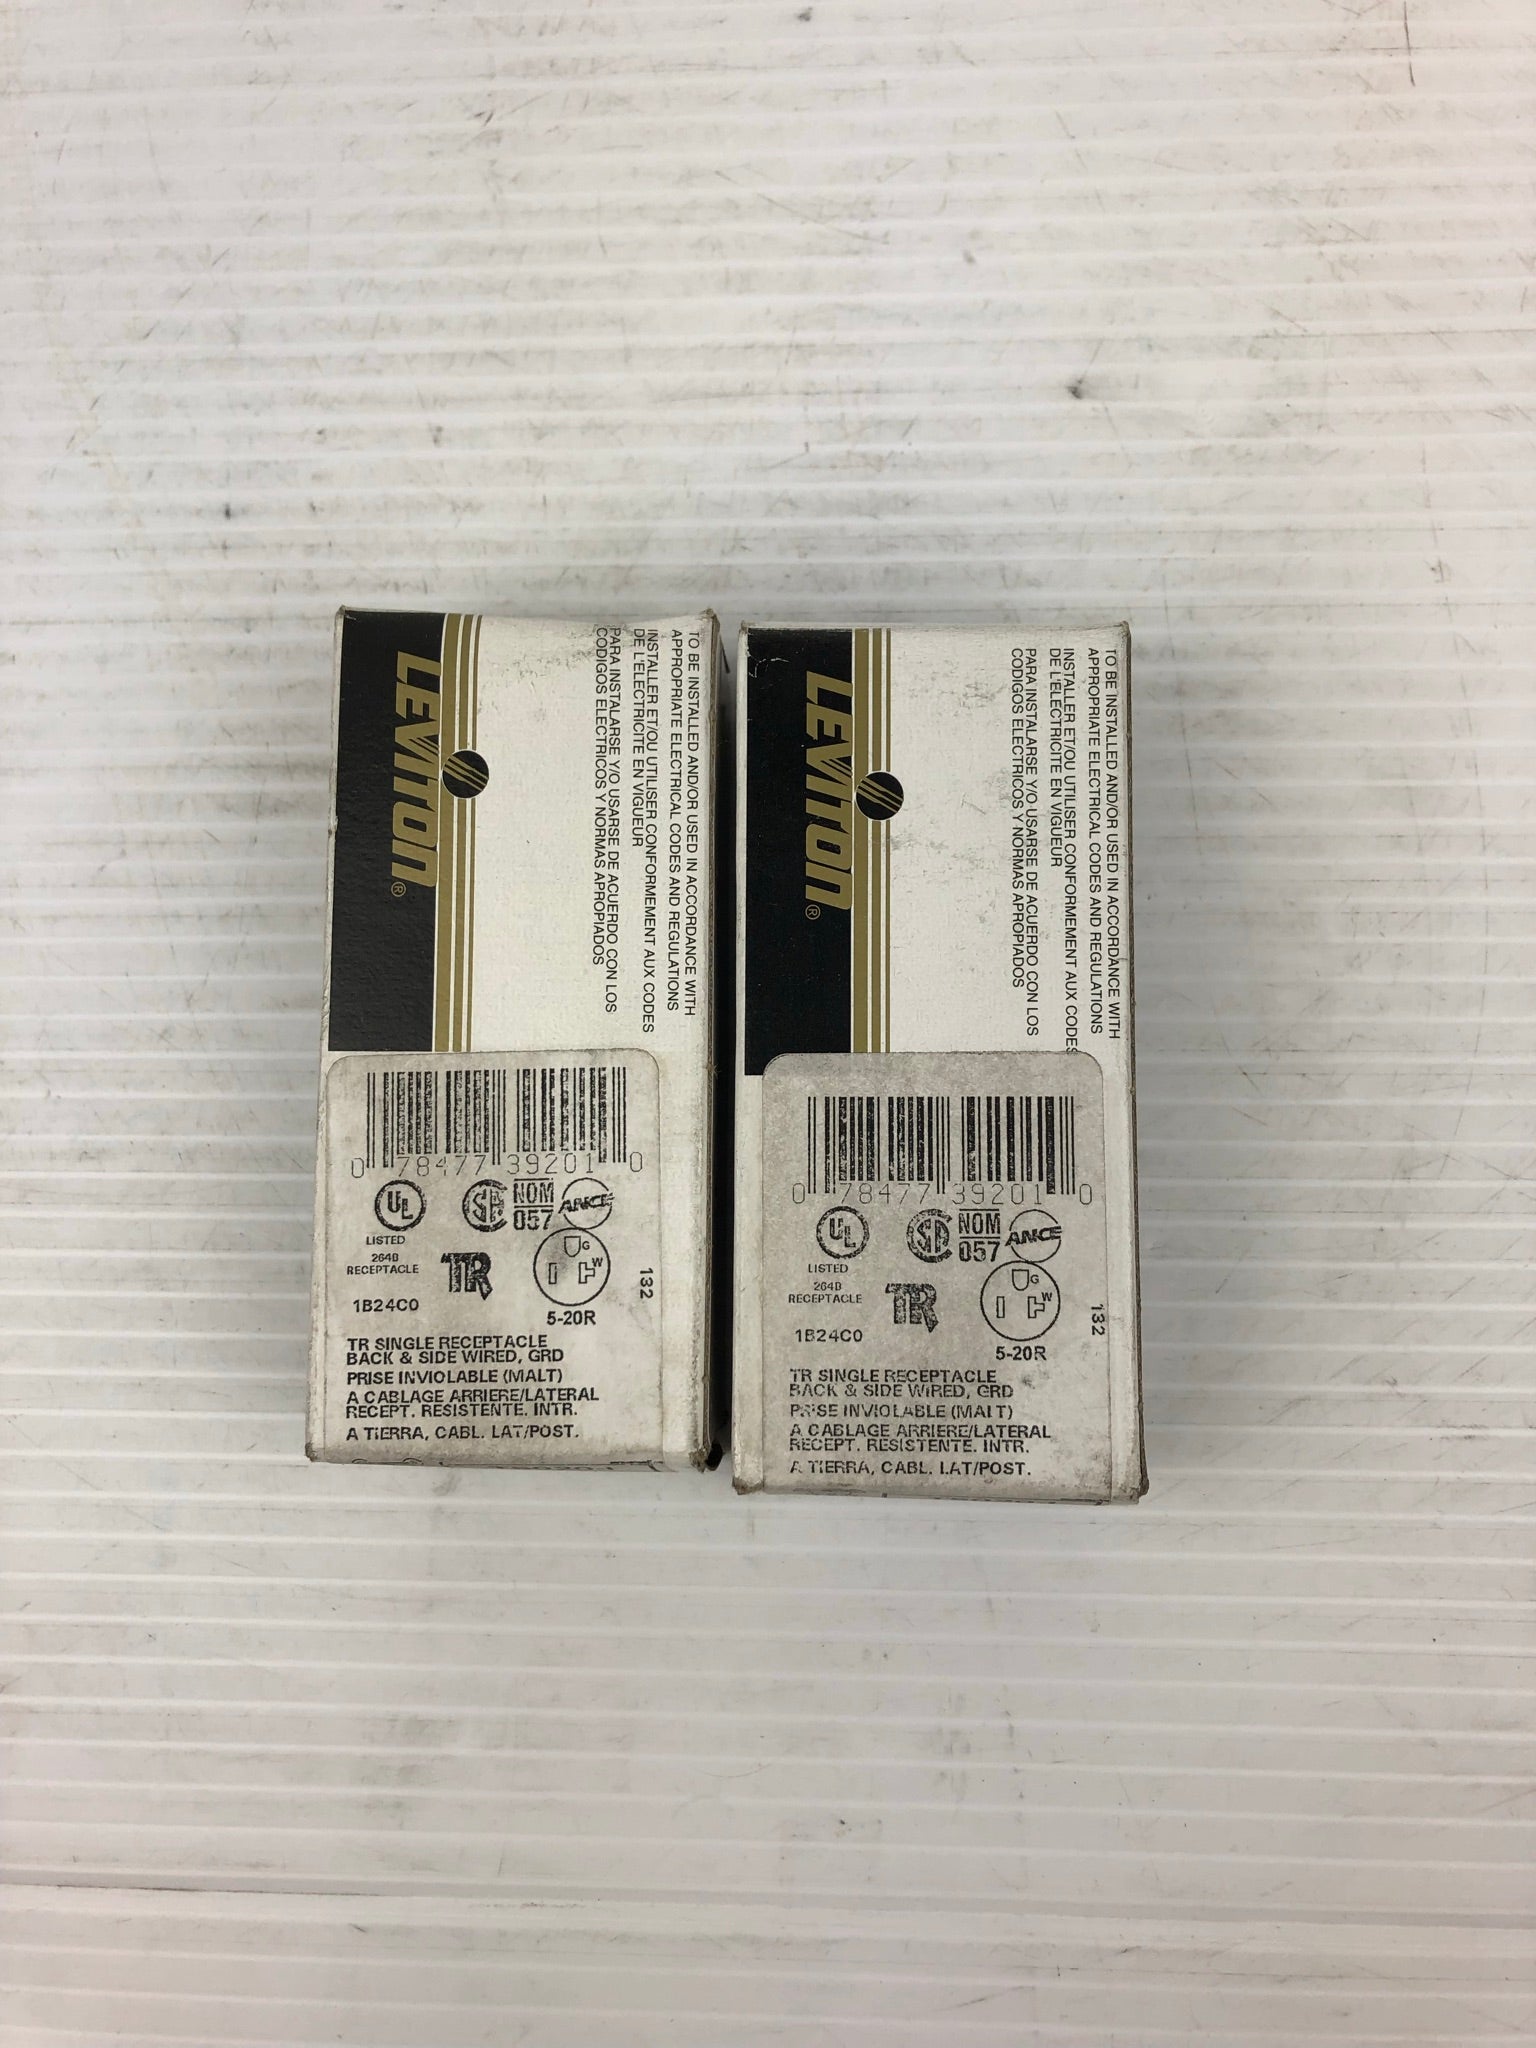 LEVITON®
TO BE INSTALLED AND/OR USED IN ACCORDANCE WITH
APPROPRIATE ELECTRICAL CODES AND REGULATIONS
INSTALLER ET/OU UTILISER CONFORMEMENT AUX CODES
DE L'ELECTRICITE EN VIGUEUR
PARA INSTALARSE Y/O USARSE DE ACUERDO CON LOS
CODIGOS ELECTRICOS Y NORMAS APROPIADOS
0 78477 39201 0
UL
LISTED
264B
RECEPTACLE
SA
NOM
057
ANCE
TR
G
W
5-20R
132
1B24C0
TR SINGLE RECEPTACLE
BACK & SIDE WIRED, GRD
PRISE INVIOLABLE (MALT)
A CABLAGE ARRIERE/LATERAL
RECEPT. RESISTENTE. INTR.
A TIERRA, CABL. LAT/POST.
LEVITON®
TO BE INSTALLED AND/OR USED IN ACCORDANCE WITH
APPROPRIATE ELECTRICAL CODES AND REGULATIONS
INSTALLER ET/OU UTILISER CONFORMEMENT AUX CODES
DE L'ELECTRICITE EN VIGUEUR
PARA INSTALARSE Y/O USARSE DE ACUERDO CON LOS
CODIGOS ELECTRICOS Y NORMAS APROPIADOS
0 78477 39201 0
UL
LISTED
264B
RECEPTACLE
SA
NOM
057
ANCE
TR
G
W
5-20R
132
1B24C0
TR SINGLE RECEPTACLE
BACK & SIDE WIRED, GRD
PRISE INVIOLABLE (MALT)
A CABLAGE ARRIERE/LATERAL
RECEPT. RESISTENTE. INTR.
A TIERRA, CABL. LAT/POST.